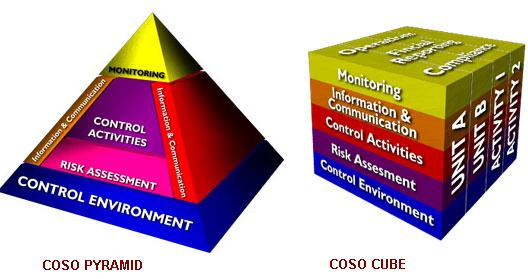 MONITORING
Information & Communication
CONTROL
ACTIVITIES
Information & Communication
RISK ASSESSMENT
CONTROL ENVIRONMENT
COSO PYRAMID
Operations
Fincial
Reporting
Compliance
Monitoring
Information &
Communication
Control Activities
Risk Assesment
Control Environment
UNIT A
UNIT B
ACTIVITY 1
ACTIVITY 2
COSO CUBE